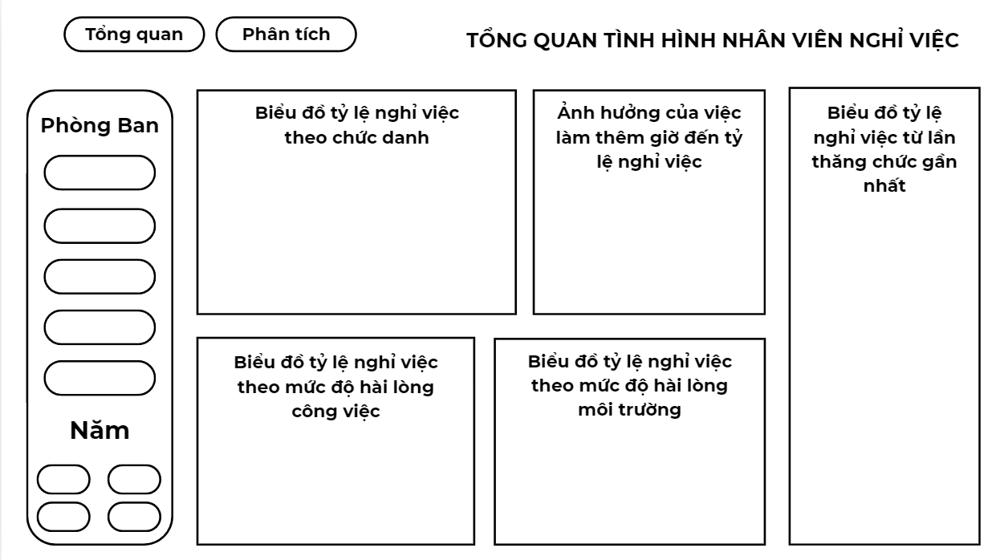 Tổng quan
Phân tích
TỔNG QUAN TÌNH HÌNH NHÂN VIÊN NGHỈ VIỆC
Phòng Ban
Năm
Biểu đồ tỷ lệ nghỉ việc
theo chức danh
Ảnh hưởng của việc
làm thêm giờ đến tỷ
lệ nghỉ việc
Biểu đồ tỷ lệ
nghỉ việc từ lần
thăng chức gần
nhất
Biểu đồ tỷ lệ nghỉ việc
theo mức độ hài lòng
công việc
Biểu đồ tỷ lệ nghỉ việc
theo mức độ hài lòng
môi trường